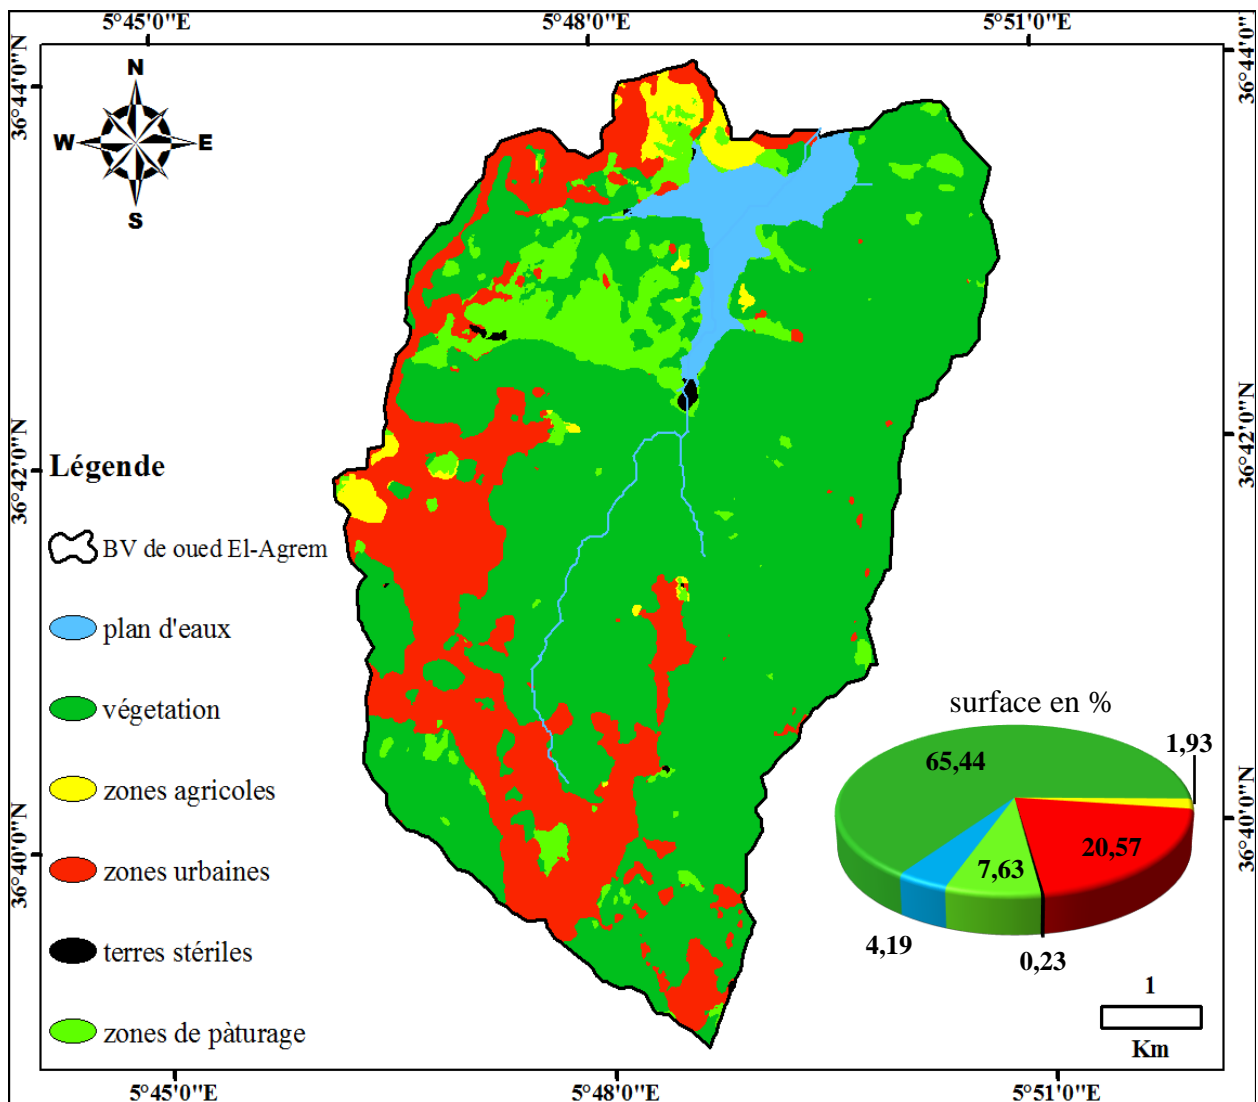 5°45'0"E 5°48'0"E 5°51'0"E
36°44'0"N
36°44'0"N
N
W E
S
36°42'0"N
36°42'0"N
Légende
BV de oued El-Agrem
plan d'eaux
végetation
zones agricoles
zones urbaines
terres stériles
zones de pàturage
36°40'0"N
36°40'0"N
surface en %
65,44
1,93
20,57
7,63
4,19
0,23
1
Km
5°45'0"E 5°48'0"E 5°51'0"E